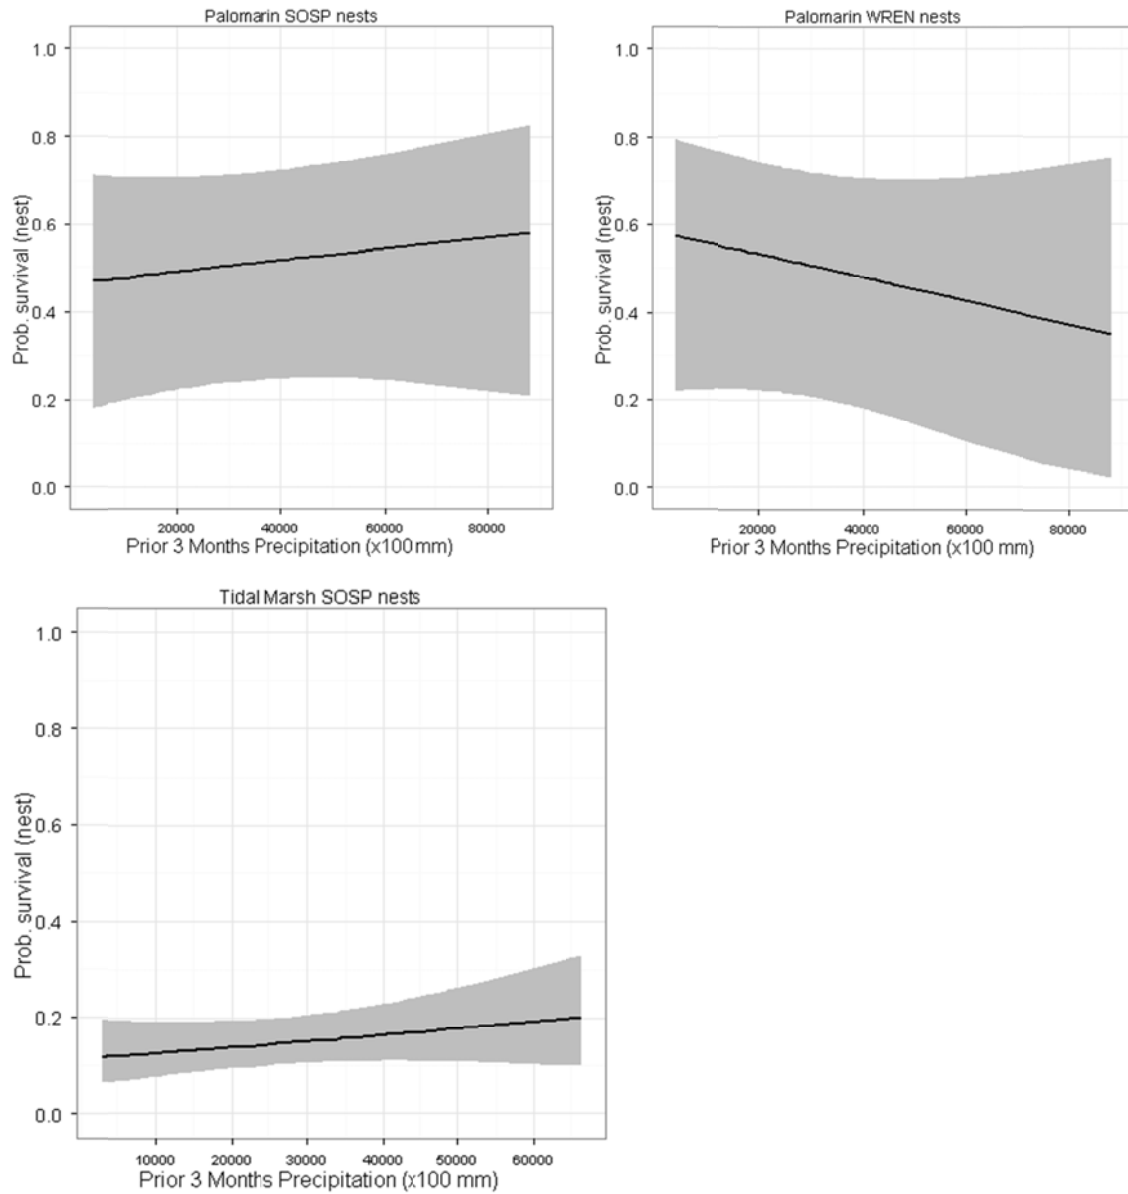 Palomarin SOSP nests
1.0
0.8
0.6
0.4
0.2
0.0
Prob. survival (nest)
20000 40000 60000 80000
Prior 3 Months Precipitation (x100 mm)
Palomarin WREN nests
1.0
0.8
0.6
0.4
0.2
0.0
Prob. survival (nest)
20000 40000 60000 80000
Prior 3 Months Precipitation (x100 mm)
Tidal Marsh SOSP nests
1.0
0.8
0.6
0.4
0.2
0.0
Prob. survival (nest)
10000 20000 30000 40000 50000 60000
Prior 3 Months Precipitation (x100 mm)